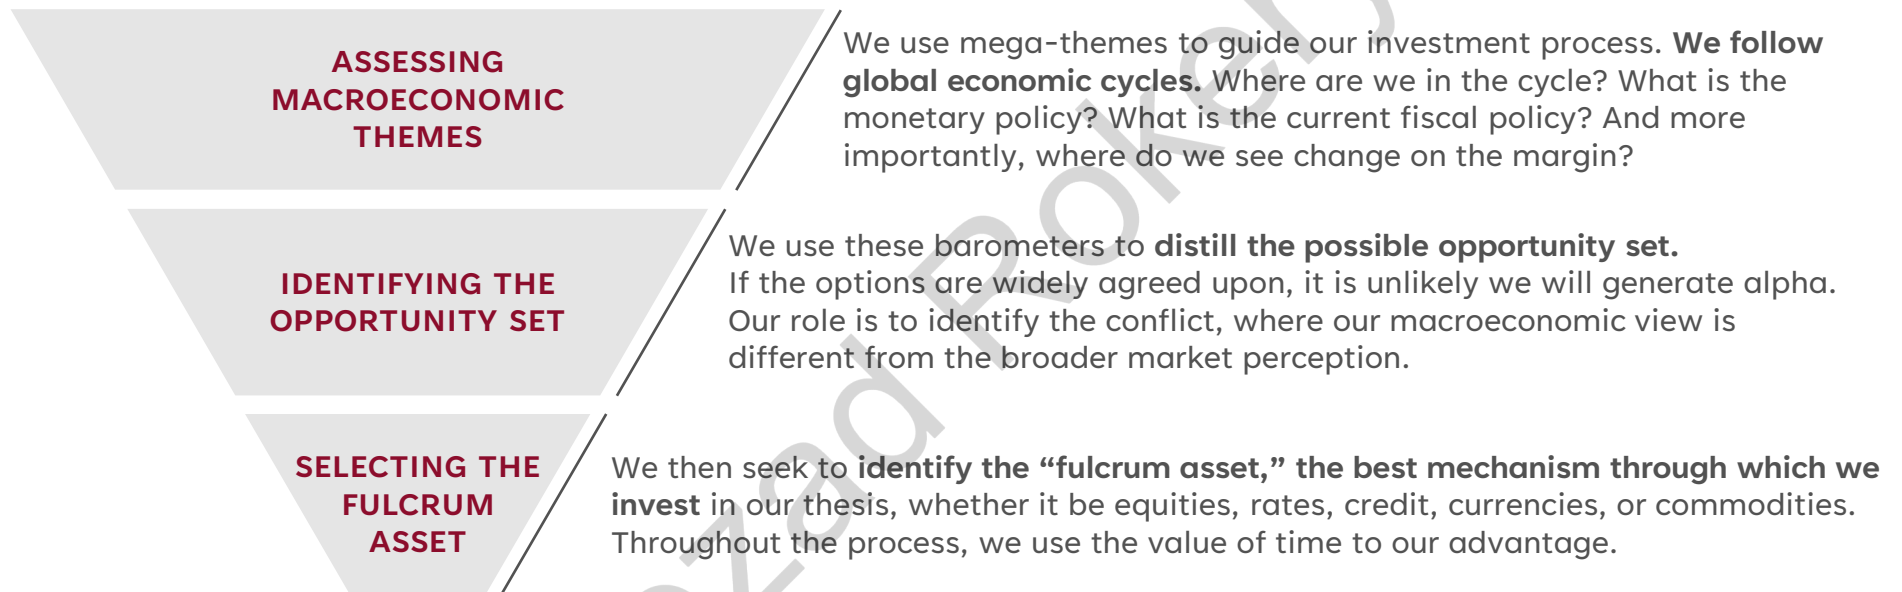 ASSESSING
MACROECONOMIC
THEMES
We use mega-themes to guide our investment process. We follow
global economic cycles. Where are we in the cycle? What is the
monetary policy? What is the current fiscal policy? And more
importantly, where do we see change on the margin?
IDENTIFYING THE
OPPORTUNITY SET
We use these barometers to distill the possible opportunity set.
If the options are widely agreed upon, it is unlikely we will generate alpha.
Our role is to identify the conflict, where our macroeconomic view is
different from the broader market perception.
SELECTING THE
FULCRUM
ASSET
We then seek to identify the “fulcrum asset,” the best mechanism through which we
invest in our thesis, whether it be equities, rates, credit, currencies, or commodities.
Throughout the process, we use the value of time to our advantage.